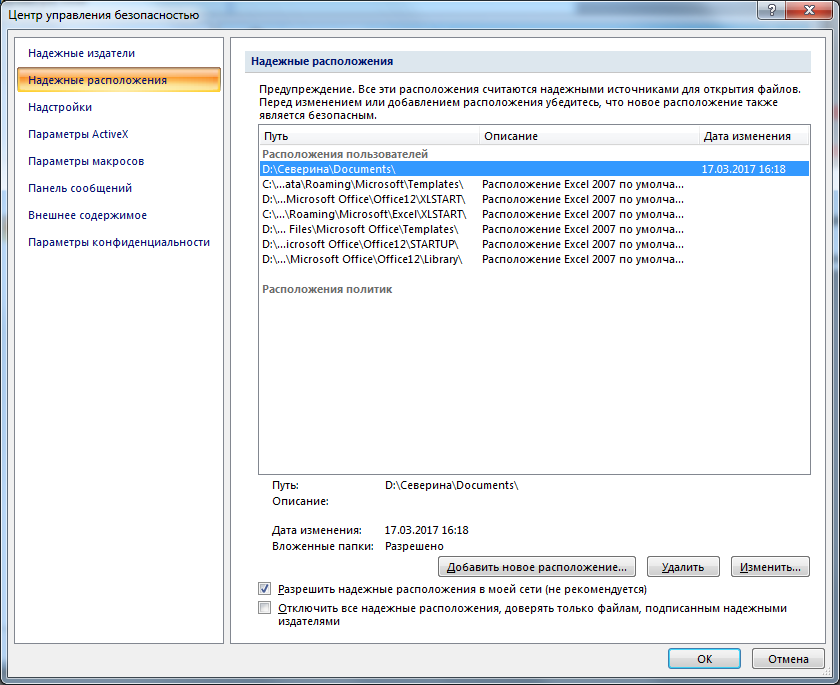 Центр управления безопасностью
?
Надежные издатели
Надежные расположения
Надстройки
Параметры ActiveX
Параметры макросов
Панель сообщений
Внешнее содержимое
Параметры конфиденциальности
Надежные расположения
Предупреждение. Все эти расположения считаются надежными источниками для открытия файлов.
Перед изменением или добавлением расположения убедитесь, что новое расположение также
является безопасным.
Путь Описание Дата изменения
Расположения пользователей
D:\Северина\Documents\ 17.03.2017 16:18
C:\...ata\Roaming\Microsoft\Templates\ Расположение Excel 2007 по умолча...
D:\...Microsoft Office\Office12\XLSTART\ Расположение Excel 2007 по умолча...
C:\...\Roaming\Microsoft\Excel\XLSTART\ Расположение Excel 2007 по умолча...
D:\... Files\Microsoft Office\Templates\ Расположение Excel 2007 по умолча...
D:\...icrosoft Office\Office12\STARTUP\ Расположение Excel 2007 по умолча...
D:\...\Microsoft Office\Office12\Library\ Расположение Excel 2007 по умолча...
Расположения политик
Путь: D:\Северина\Documents\
Описание:
Дата изменения: 17.03.2017 16:18
Вложенные папки: Разрешено
Добавить новое расположение... Удалить Изменить...
Разрешить надежные расположения в моей сети (не рекомендуется)
Отключить все надежные расположения, доверять только файлам, подписанным надежными
издателями
ОК Отмена